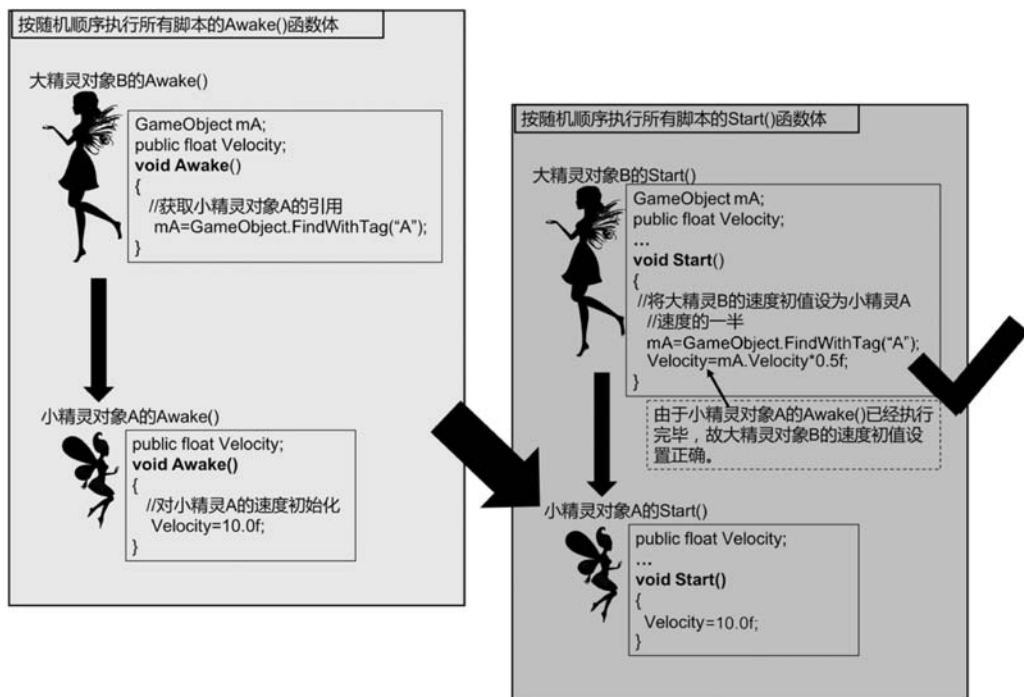 按随机顺序执行所有脚本的Awake()函数体
大精灵对象B的Awake()
GameObject mA;
public float Velocity;
void Awake()
{
//获取小精灵对象A的引用
mA=GameObject.FindWithTag(“A”);
}
小精灵对象A的Awake()
public float Velocity;
void Awake()
{
//对小精灵A的速度初始化
Velocity=10.0f;
}
按随机顺序执行所有脚本的Start()函数体
大精灵对象B的Start()
GameObject mA;
public float Velocity;
...
void Start()
{
//将大精灵B的速度初值设为小精灵A
//速度的一半
mA=GameObject.FindWithTag(“A”);
Velocity=mA.Velocity*0.5f;
}
由于小精灵对象A的Awake()已经执行
完毕，故大精灵对象B的速度初值设
置正确。
小精灵对象A的Start()
public float Velocity;
...
void Start()
{
Velocity=10.0f;
}